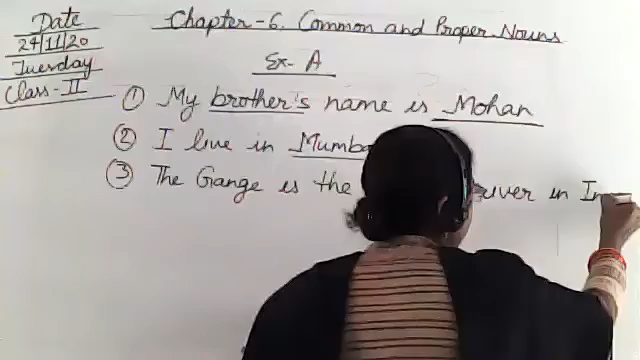 Date
24/11/20
Tuesday
Class-II
Chapter-6. Common and Proper Nouns
Ex- A
① My brother's name is Mohan
② I live in Mumba
③ The Gange is the river in In